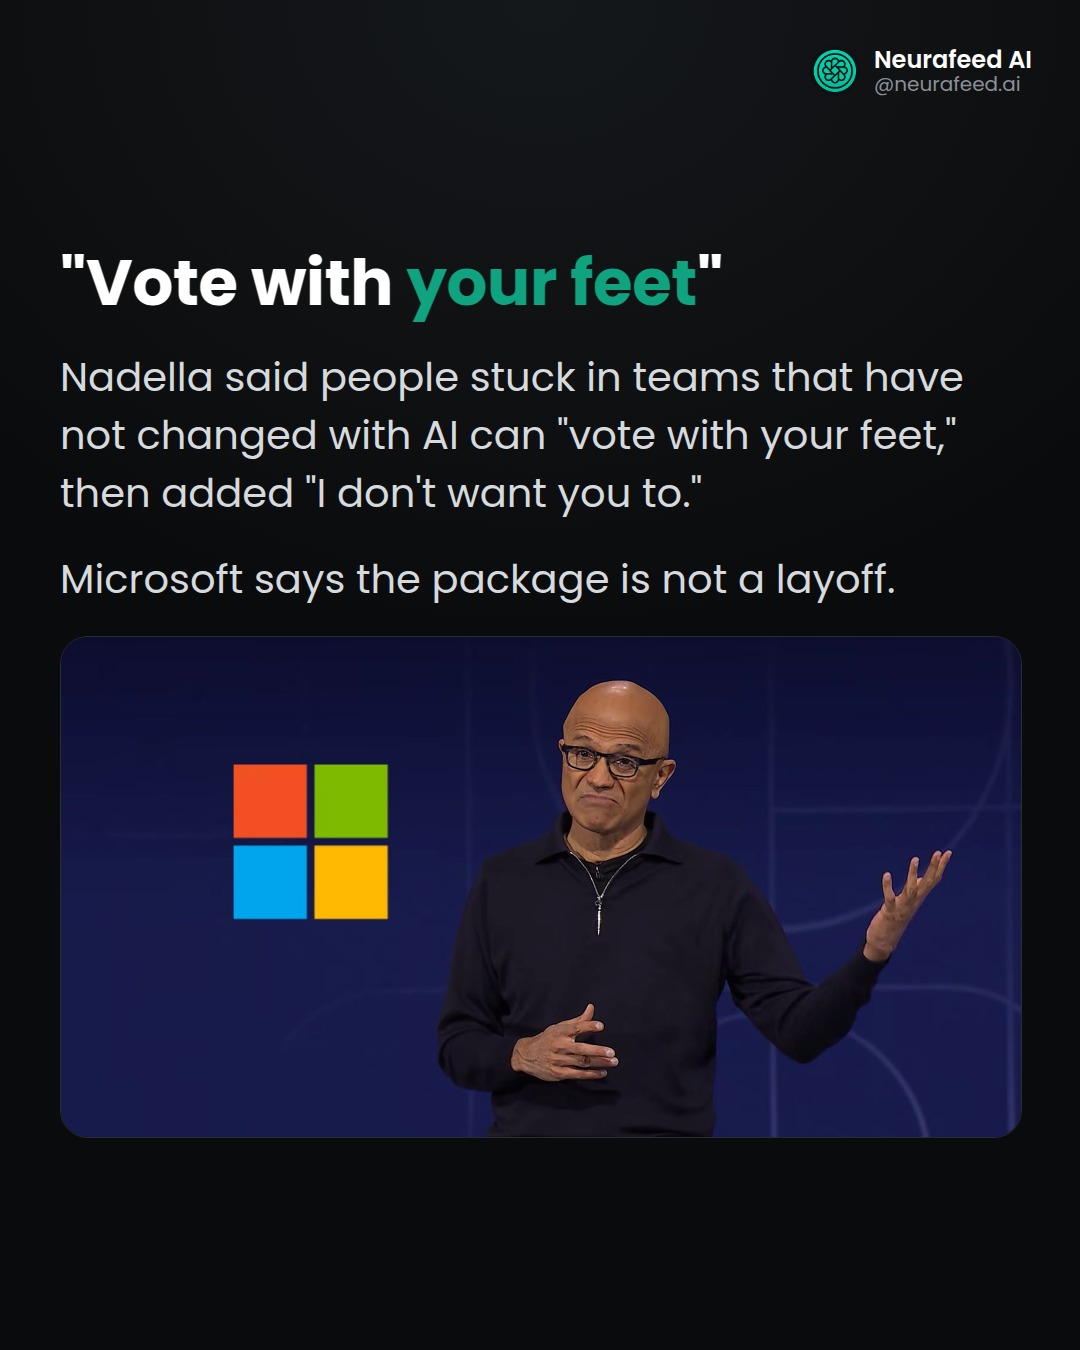 Neurafeed AI
@neurafeed.ai
"Vote with your feet"
Nadella said people stuck in teams that have
not changed with AI can "vote with your feet,"
then added "I don't want you to."
Microsoft says the package is not a layoff.